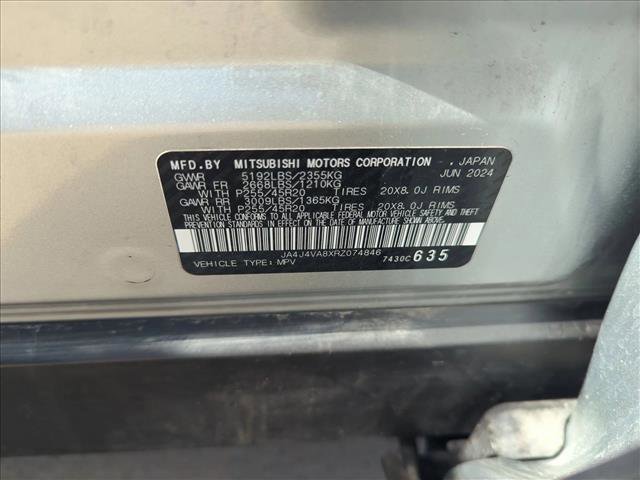 MFD.BY MITSUBISHI MOTORS CORPORATION , JAPAN
GVWR 5192LBS/2355KG JUN 2024
GAWR FR 2668LBS/1210KG
WITH P255/45R20 TIRES 20X8.0J RIMS
GAWR RR 3009LBS/1365KG
WITH P255/45R20 TIRES 20X8.0J RIMS
THIS VEHICLE CONFORMS TO ALL APPLICABLE FEDERAL MOTOR VEHICLE
SAFETY STANDARDS IN EFFECT ON THE DATE OF MANUFACTURE SHOWN ABOVE.
JA4J4VA8XRZ074846
VEHICLE TYPE:MPV 7430C 635